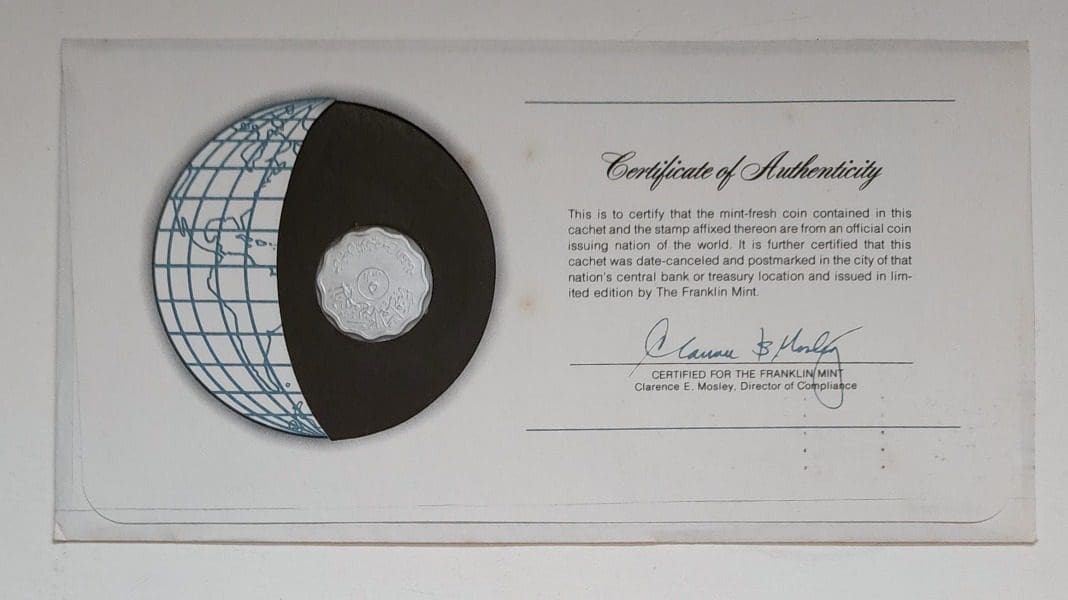 Certificate of Authenticity
This is to certify that the mint-fresh coin contained in this
cachet and the stamp affixed thereon are from an official coin
issuing nation of the world. It is further certified that this
cachet was date-canceled and postmarked in the city of that
nation's central bank or treasury location and issued in lim-
ited edition by The Franklin Mint.
CERTIFIED FOR THE FRANKLIN MINT
Clarence E. Mosley, Director of Compliance